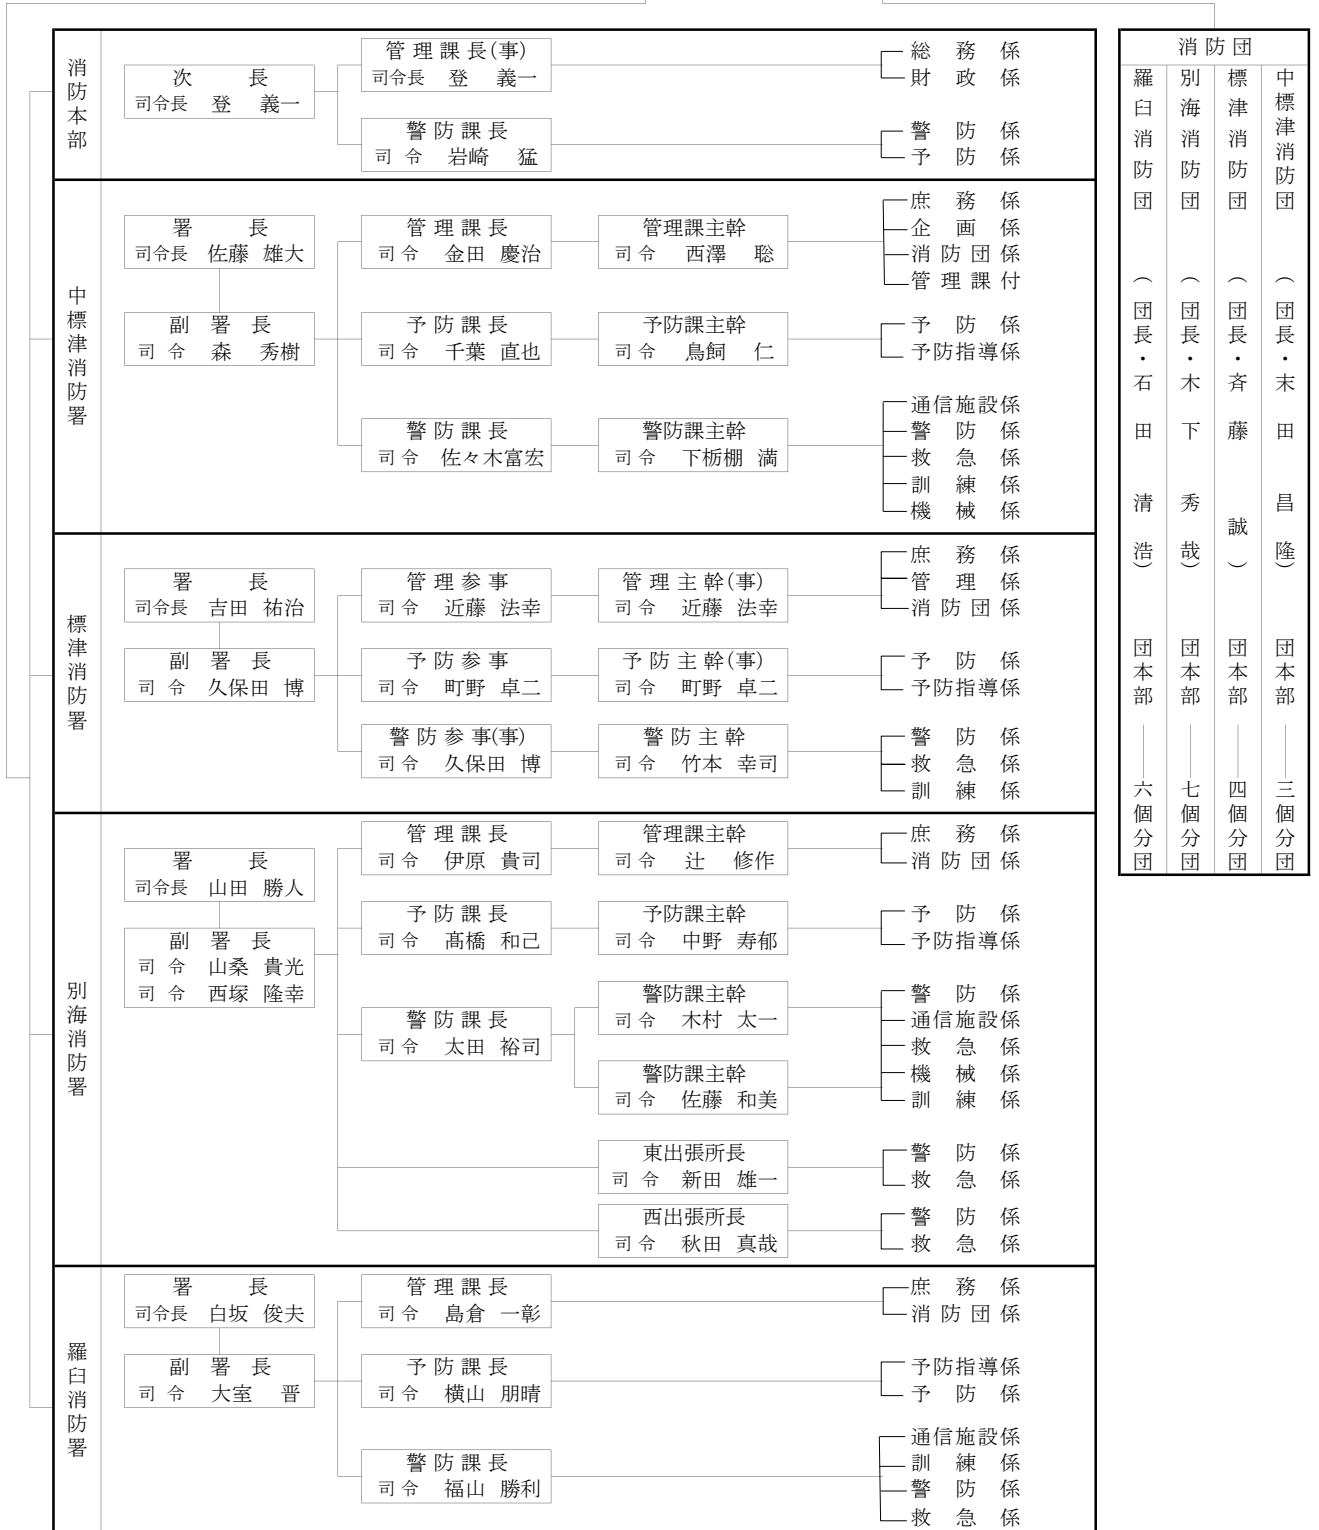 消防本部
次長
司令長 登 義一
管理課長(事)
司令長 登 義一
総務係
財政係
警防課長
司令 岩崎 猛
警防係
予防係
中標津消防署
署長
司令長 佐藤 雄大
副署長
司令 森 秀樹
管理課長
司令 金田 慶治
管理課主幹
司令 西澤 聡
庶務係
企画係
消防団係
管理課付
予防課長
司令 千葉 直也
予防課主幹
司令 鳥飼 仁
予防係
予防指導係
警防課長
司令 佐々木富宏
警防課主幹
司令 下栃棚 満
通信施設係
警防係
救急係
訓練係
機械係
標津消防署
署長
司令長 吉田 祐治
副署長
司令 久保田 博
管理参事
司令 近藤 法幸
管理主幹(事)
司令 近藤 法幸
庶務係
管理係
消防団係
予防参事
司令 町野 卓二
予防主幹(事)
司令 町野 卓二
予防係
予防指導係
警防参事(事)
司令 久保田 博
警防主幹
司令 竹本 幸司
警防係
救急係
訓練係
別海消防署
署長
司令長 山田 勝人
副署長
司令 山桑 貴光
司令 西塚 隆幸
管理課長
司令 伊原 貴司
管理課主幹
司令 辻 修作
庶務係
消防団係
予防課長
司令 髙橋 和己
予防課主幹
司令 中野 寿郁
予防係
予防指導係
警防課長
司令 太田 裕司
警防課主幹
司令 木村 太一
警防課主幹
司令 佐藤 和美
警防係
通信施設係
救急係
機械係
訓練係
東出張所長
司令 新田 雄一
警防係
救急係
西出張所長
司令 秋田 真哉
警防係
救急係
羅臼消防署
署長
司令長 白坂 俊夫
副署長
司令 大室 晋
管理課長
司令 島倉 一彰
庶務係
消防団係
予防課長
司令 横山 朋晴
予防指導係
予防係
警防課長
司令 福山 勝利
通信施設係
訓練係
警防係
救急係
消防団
中標津消防団 (団長・末田 昌隆) 団本部 三個分団
標津消防団 (団長・斉藤 誠) 団本部 四個分団
別海消防団 (団長・木下 秀哉) 団本部 七個分団
羅臼消防団 (団長・石田 清浩) 団本部 六個分団